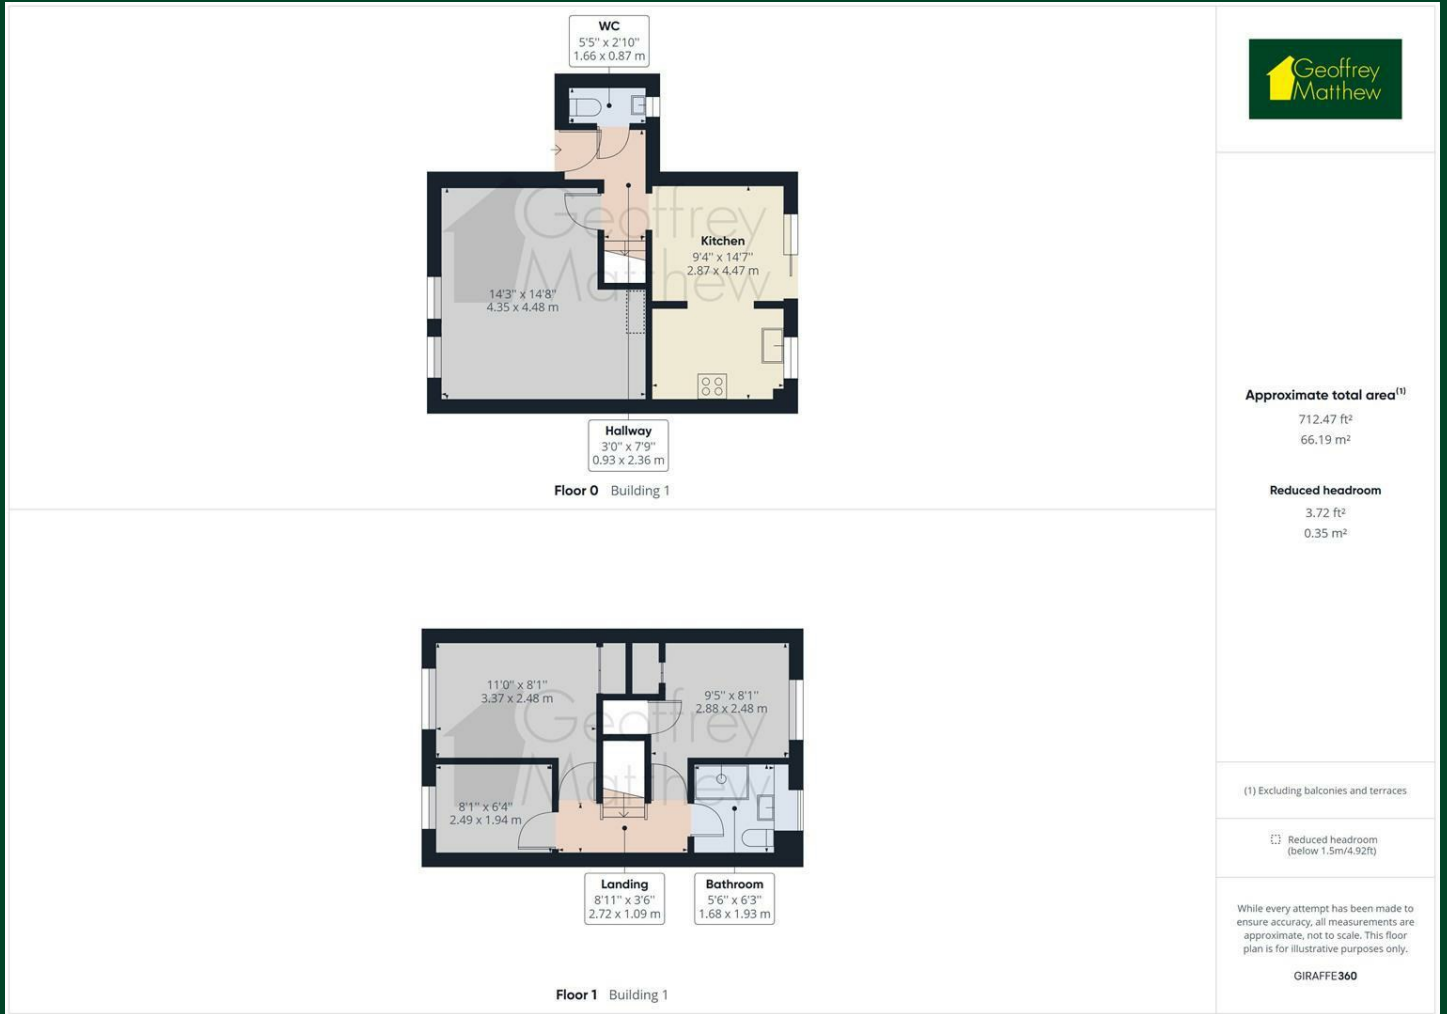 WC
5'5" x 2'10"
1.66 x 0.87 m
Geoffrey
Matthew
Kitchen
9'4" x 14'7"
2.87 x 4.47 m
14'3" x 14'8"
4.35 x 4.48 m
Hallway
3'0" x 7'9"
0.93 x 2.36 m
Floor 0 Building 1
Geoffrey
Matthew
11'0" x 8'1"
3.37 x 2.48 m
9'5" x 8'1"
2.88 x 2.48 m
8'1" x 6'4"
2.49 x 1.94 m
Landing
8'11" x 3'6"
2.72 x 1.09 m
Bathroom
5'6" x 6'3"
1.68 x 1.93 m
Floor 1 Building 1
Geoffrey
Matthew
Approximate total area(1)
712.47 ft²
66.19 m²
Reduced headroom
3.72 ft²
0.35 m²
(1) Excluding balconies and terraces
Reduced headroom
(below 1.5m/4.92ft)
While every attempt has been made to
ensure accuracy, all measurements are
approximate, not to scale. This floor
plan is for illustrative purposes only.
GIRAFFE360